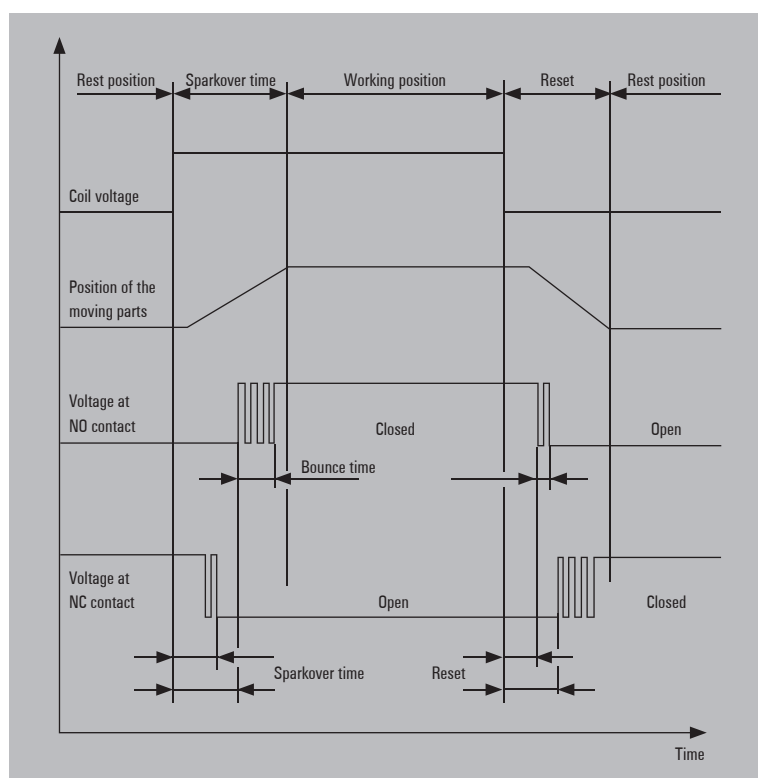 Rest position Sparkover time Working position Reset Rest position
Coil voltage
Position of the
moving parts
Voltage at
NO contact
Closed
Open
Bounce time
Voltage at
NC contact
Open
Closed
Sparkover time
Reset
Time